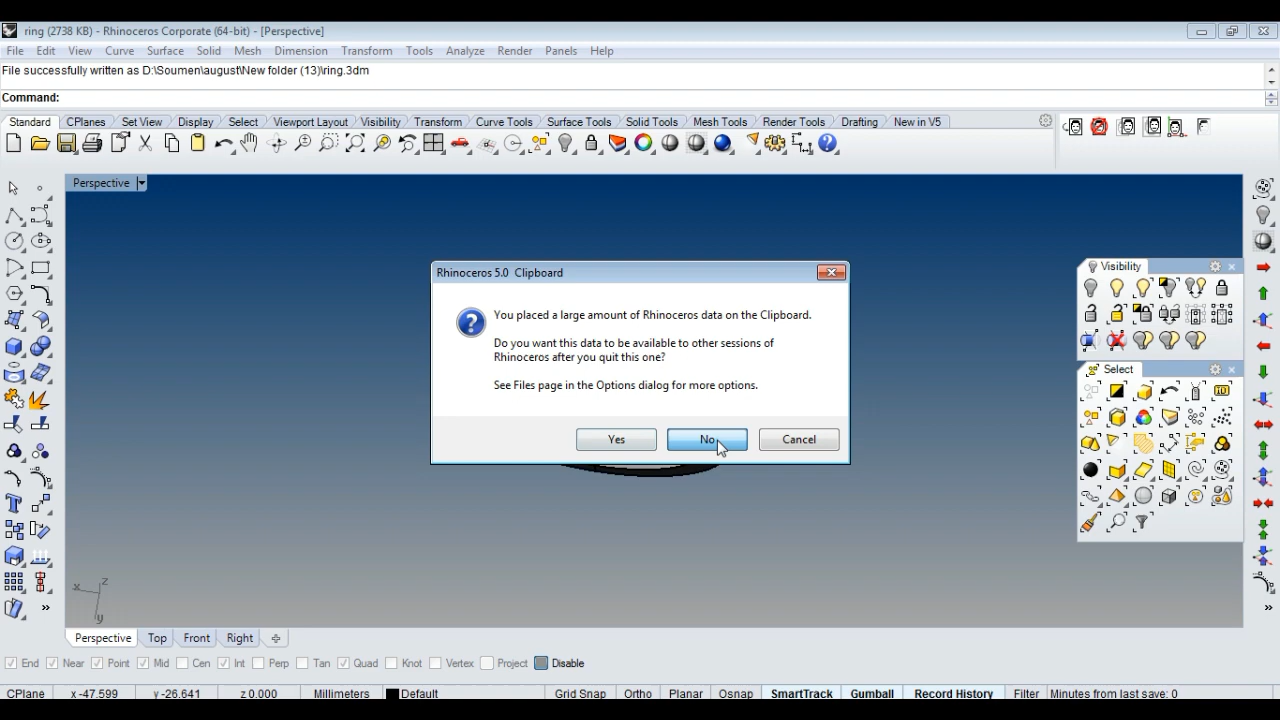 ring (2738 KB) - Rhinoceros Corporate (64-bit) - [Perspective]
File Edit View Curve Surface Solid Mesh Dimension Transform Tools Analyze Render Panels Help
File successfully written as D:\Soumen\august\New folder (13)\ring.3dm
Command:
Standard CPlanes Set View Display Select Viewport Layout Visibility Transform Curve Tools Surface Tools Solid Tools Mesh Tools Render Tools Drafting New in V5
Perspective
Visibility
Rhinoceros 5.0 Clipboard
You placed a large amount of Rhinoceros data on the Clipboard.
Do you want this data to be available to other sessions of
Rhinoceros after you quit this one?
See Files page in the Options dialog for more options.
Yes No Cancel
Select
x z
y
Perspective Top Front Right
End Near Point Mid Cen Int Perp Tan Quad Knot Vertex Project Disable
CPlane x -47.599 y -26.641 z 0.000 Millimeters Default Grid Snap Ortho Planar Osnap SmartTrack Gumball Record History Filter Minutes from last save: 0